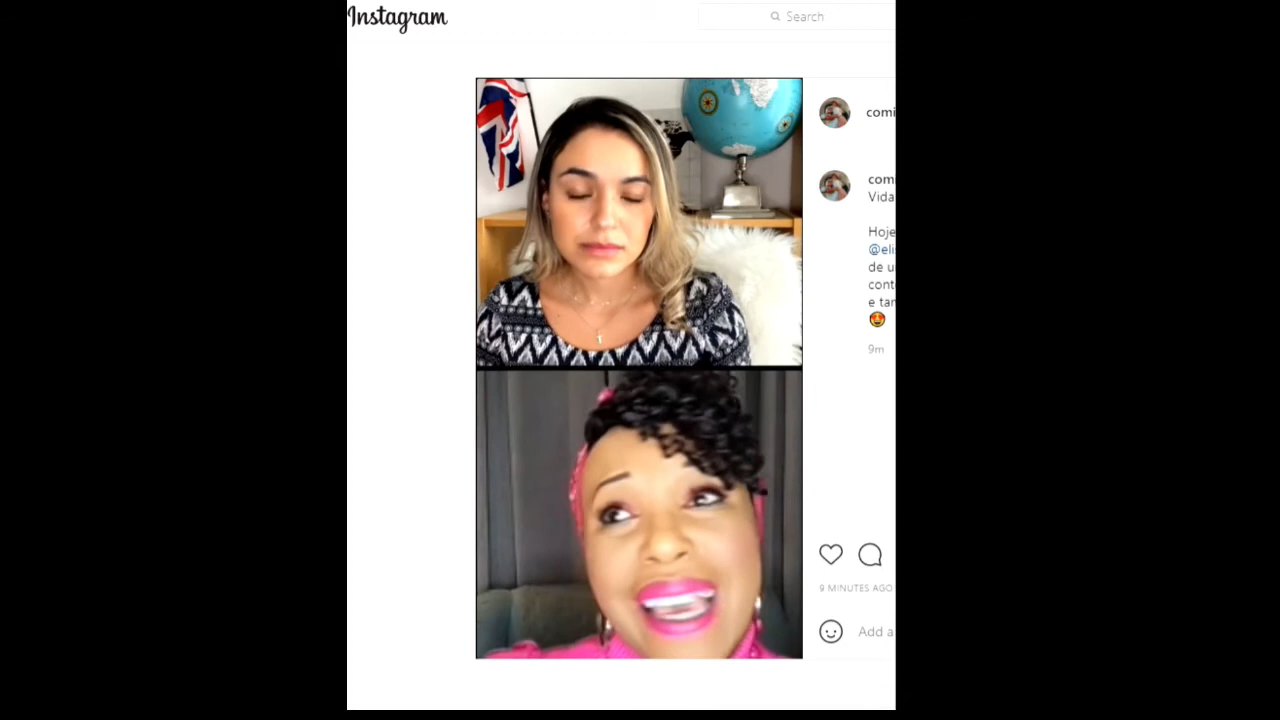 Instagram
Search
comi
com
Vida
Hoje
@eli
de u
cont
e tar
9m
9 MINUTES AGO
Add a